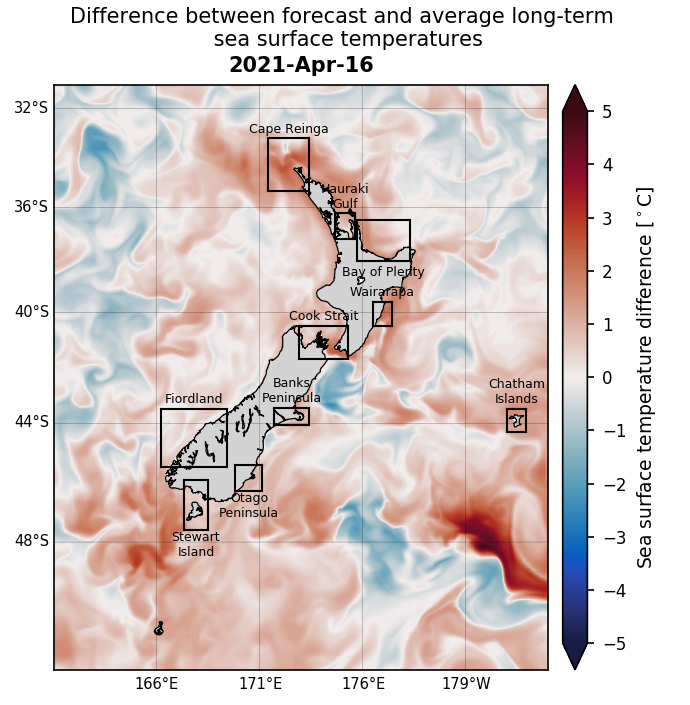 Difference between forecast and average long-term
sea surface temperatures
2021-Apr-16
32°S
36°S
40°S
44°S
48°S
Cape Reinga
Hauraki
Gulf
Bay of Plenty
Wairarapa
Cook Strait
Banks
Peninsula
Fiordland
Chatham
Islands
Otago
Peninsula
Stewart
Island
166°E
171°E
176°E
179°W
5
4
3
2
1
0
−1
−2
−3
−4
−5
Sea surface temperature difference [°C]